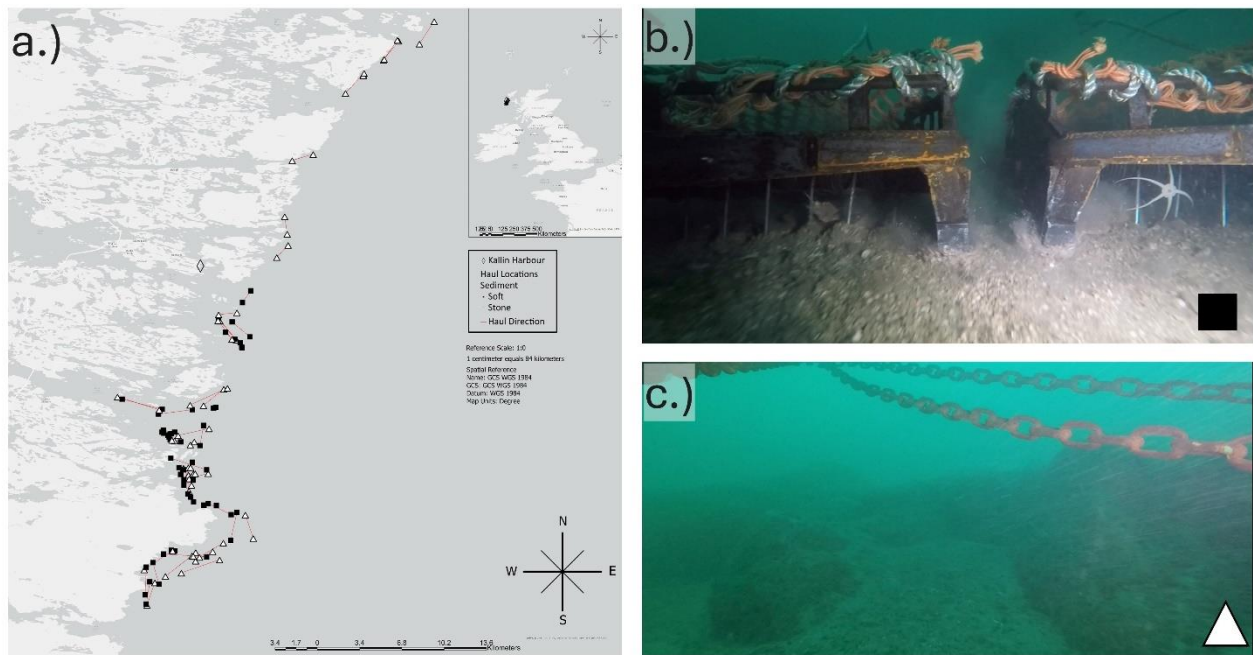 a.)
N
W
E
S
Kilometers
Kallin Harbour
Haul Locations
Sediment
Soft
Stone
Haul Direction
Reference Scale: 1:0
1 centimeter equals 84 kilometers
Spatial Reference
Name: GCS WGS 1984
GCS: GCS WGS 1984
Datum: WGS 1984
Map Units: Degree
N
W
E
S
3.4 1.7 0 3.4 6.8 10.2 13.6
Kilometers
b.)
c.)